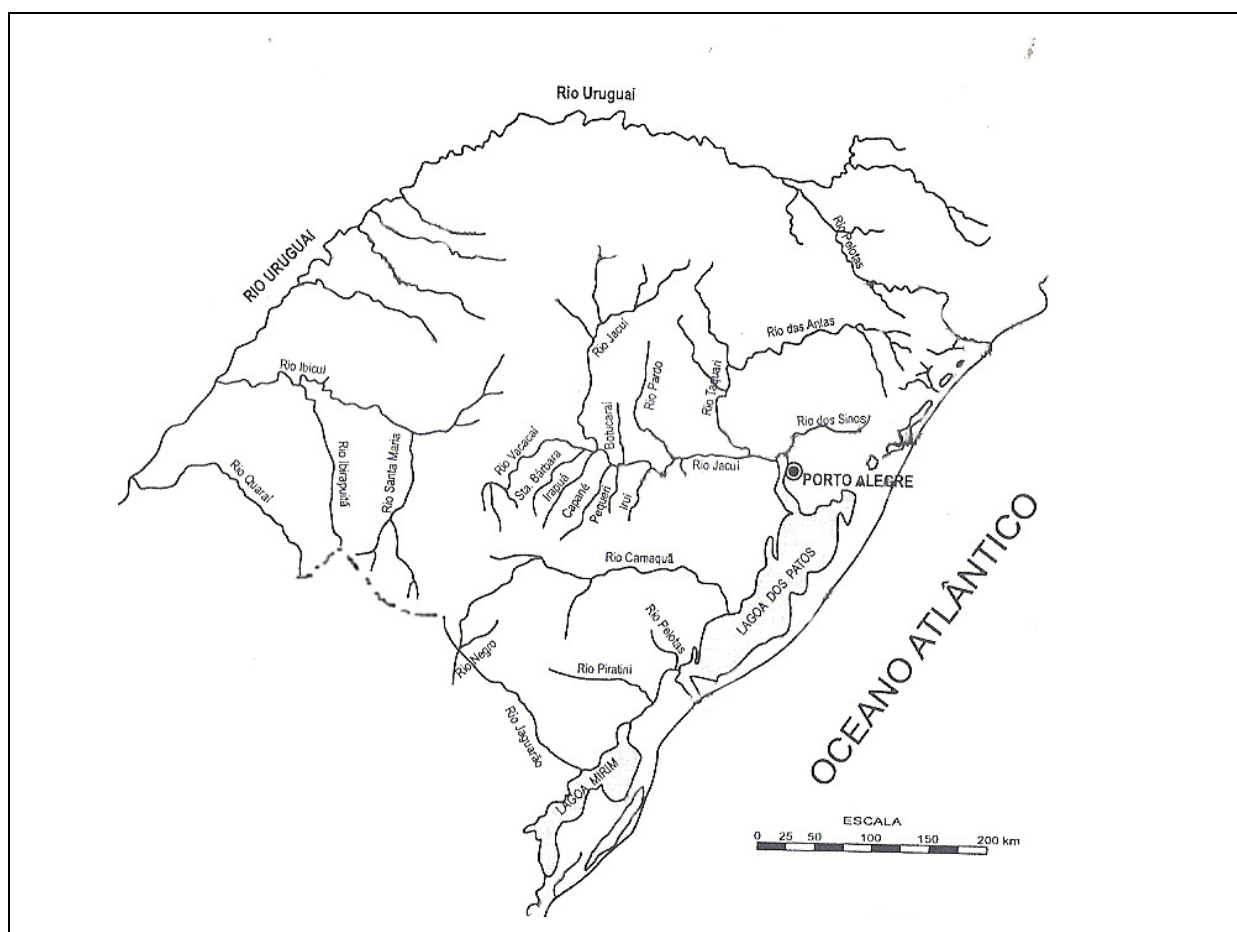 Rio Uruguaí
RIO URUGUAI
Rio Pelotas
Rio Jacuí
Rio das Antas
Rio Ibicuí
Rio Pardo
Rio Taquari
Rio dos Sinos
Botucaraí
Rio Vacacaí
Sta. Bárbara
Irapuá
Capané
Pequeri
Iruí
Rio Jacuí
PORTO ALEGRE
Rio Quaraí
Rio Ibirapuitã
Rio Santa Maria
Rio Camaquã
LAGOA DOS PATOS
Rio Pelotas
Rio Negro
Rio Piratini
Rio Jaguarão
LAGOA MIRIM
OCEANO ATLÂNTICO
ESCALA
0 25 50 100 150 200 km